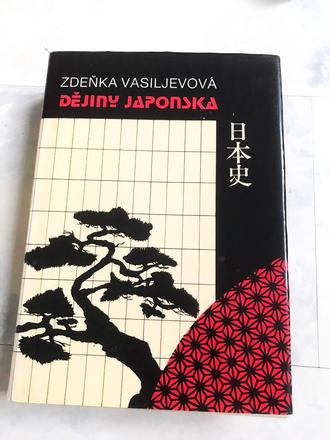 ZDEŇKA VASILJEVOVÁ
DĚJINY JAPONSKA
日本史